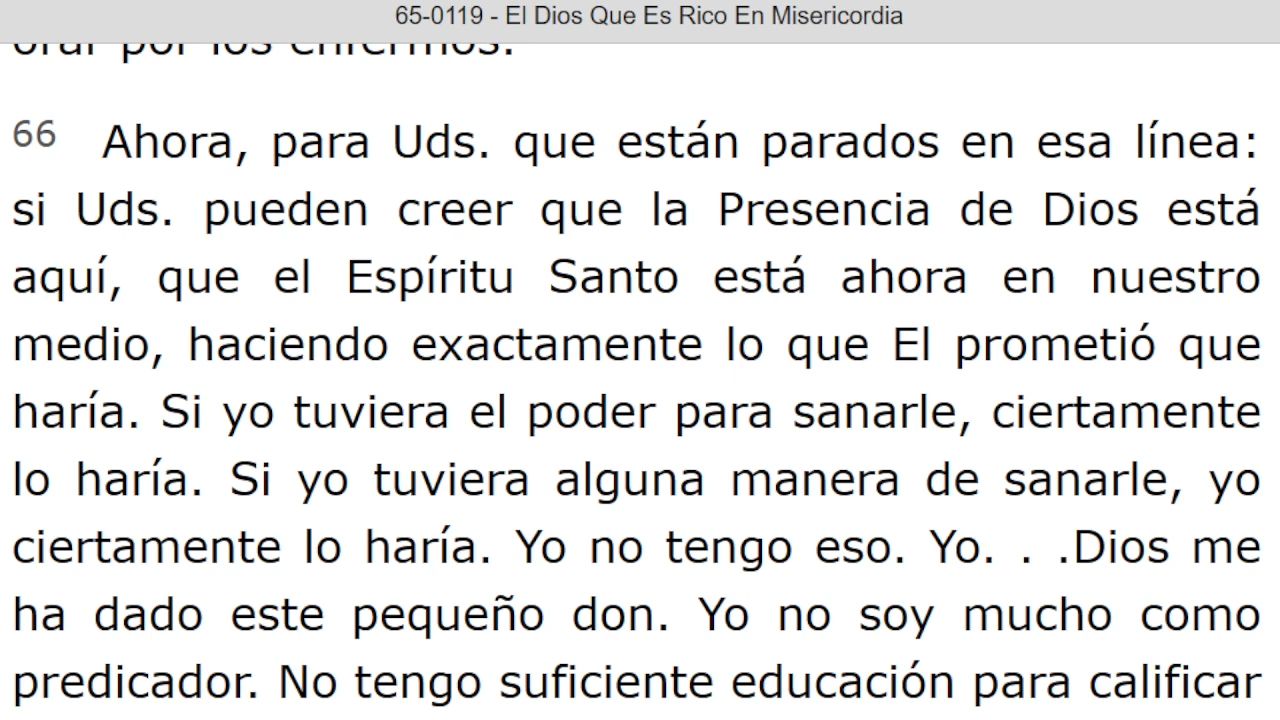 65-0119 - El Dios Que Es Rico En Misericordia
orar por los enfermos.
66 Ahora, para Uds. que están parados en esa línea:
si Uds. pueden creer que la Presencia de Dios está
aquí, que el Espíritu Santo está ahora en nuestro
medio, haciendo exactamente lo que El prometió que
haría. Si yo tuviera el poder para sanarle, ciertamente
lo haría. Si yo tuviera alguna manera de sanarle, yo
ciertamente lo haría. Yo no tengo eso. Yo. . .Dios me
ha dado este pequeño don. Yo no soy mucho como
predicador. No tengo suficiente educación para calificar